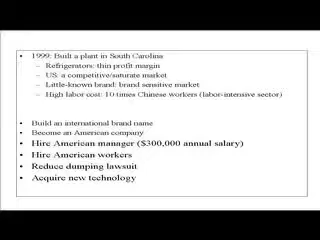 • 1999: Built a plant in South Carolina
– Refrigerators: thin profit margin
– US: a competitive/saturate market
– Little-known brand: brand sensitive market
– High labor cost: 10 times Chinese workers (labor-intensive sector)
• Build an international brand name
• Become an American company
• Hire American manager ($300,000 annual salary)
• Hire American workers
• Reduce dumping lawsuit
• Acquire new technology